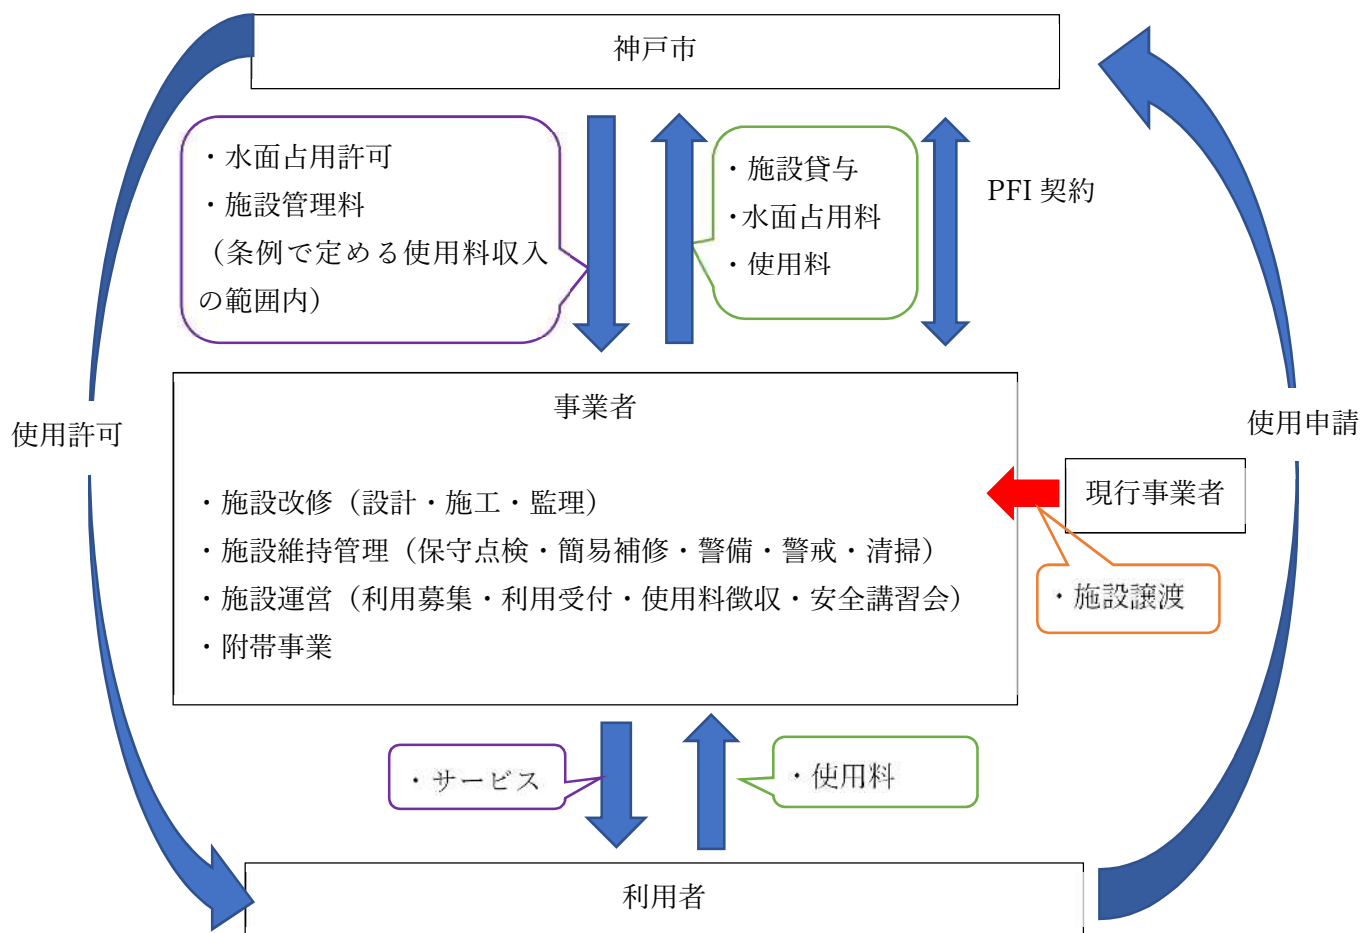 神戸市
・水面占用許可
・施設管理料
（条例で定める使用料収入
の範囲内）
・施設貸与
・水面占用料
・使用料
PFI 契約
使用許可
使用申請
事業者
・施設改修（設計・施工・監理）
・施設維持管理（保守点検・簡易補修・警備・警戒・清掃）
・施設運営（利用募集・利用受付・使用料徴収・安全講習会）
・附帯事業
現行事業者
・施設譲渡
・サービス
・使用料
利用者